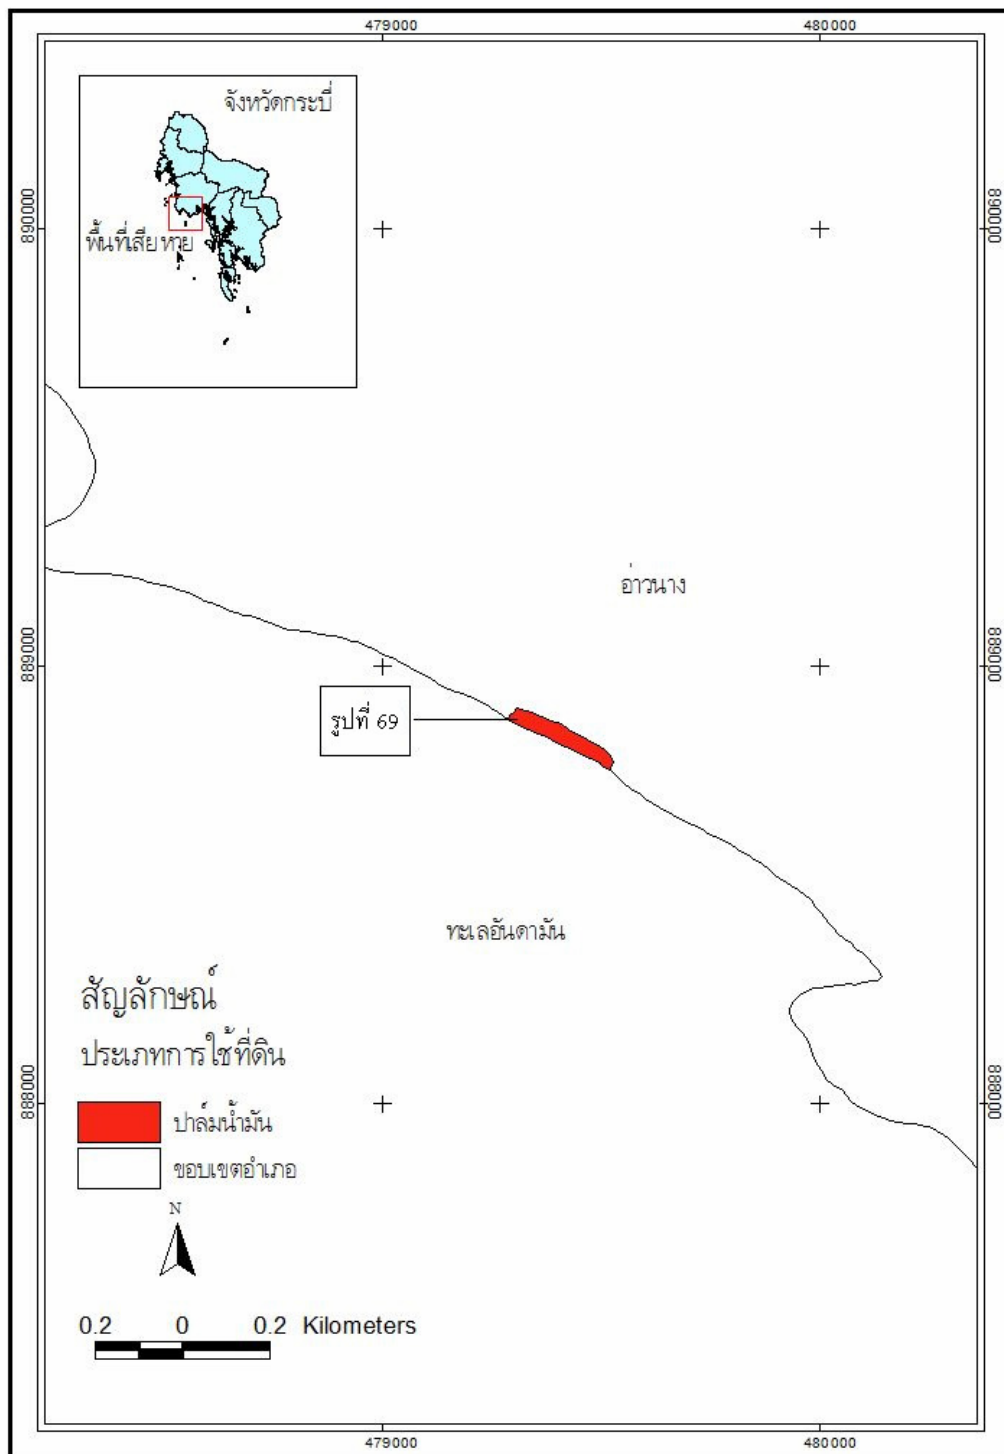 479000 480000
จังหวัดกระบี่
890000 890000
พื้นที่เสียหาย
อ่าวนาง
889000 889000
รูปที่ 69
ทะเลอันดามัน
สัญลักษณ์
ประเภทการใช้ที่ดิน
888000 888000
ปาล์มน้ำมัน
ขอบเขตอำเภอ
N
0.2 0 0.2 Kilometers
479000 480000